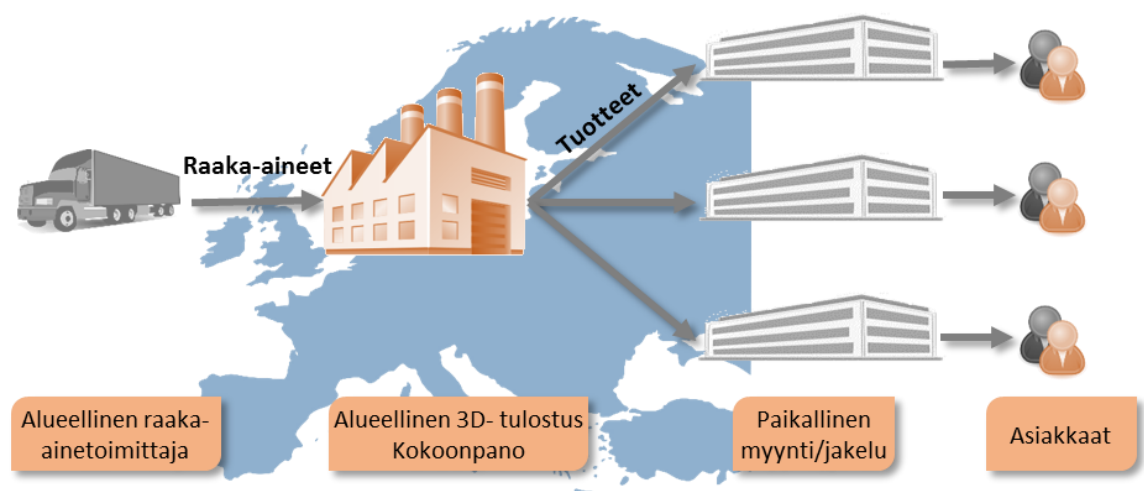 Raaka-aineet
Tuotteet
Alueellinen raaka-
ainetoimittaja
Alueellinen 3D- tulostus
Kokoonpano
Paikallinen
myynti/jakelu
Asiakkaat